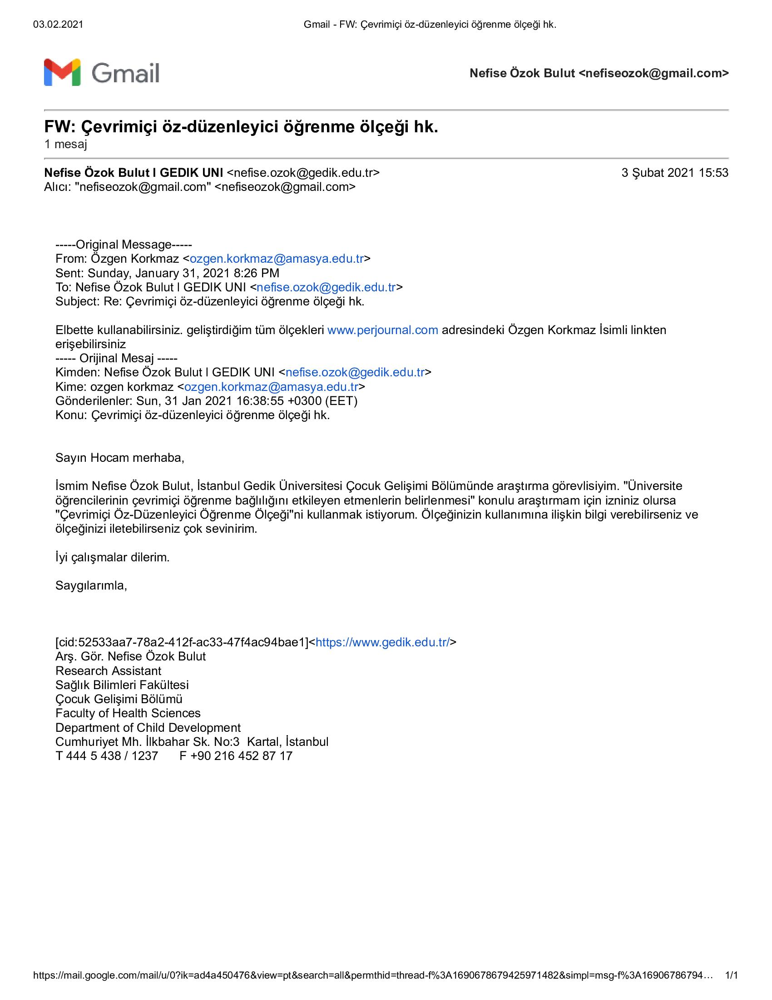 03.02.2021 Gmail - FW: Çevrimiçi öz-düzenleyici öğrenme ölçeği hk.
Gmail
Nefise Özok Bulut <nefiseozok@gmail.com>
FW: Çevrimiçi öz-düzenleyici öğrenme ölçeği hk.
1 mesaj
Nefise Özok Bulut l GEDIK UNI <nefise.ozok@gedik.edu.tr> 3 Şubat 2021 15:53
Alıcı: "nefiseozok@gmail.com" <nefiseozok@gmail.com>
-----Original Message-----
From: Özgen Korkmaz <ozgen.korkmaz@amasya.edu.tr>
Sent: Sunday, January 31, 2021 8:26 PM
To: Nefise Özok Bulut l GEDIK UNI <nefise.ozok@gedik.edu.tr>
Subject: Re: Çevrimiçi öz-düzenleyici öğrenme ölçeği hk.
Elbette kullanabilirsiniz. geliştirdiğim tüm ölçekleri www.perjournal.com adresindeki Özgen Korkmaz İsimli linkten
erişebilirsiniz
----- Orijinal Mesaj -----
Kimden: Nefise Özok Bulut l GEDIK UNI <nefise.ozok@gedik.edu.tr>
Kime: ozgen korkmaz <ozgen.korkmaz@amasya.edu.tr>
Gönderilenler: Sun, 31 Jan 2021 16:38:55 +0300 (EET)
Konu: Çevrimiçi öz-düzenleyici öğrenme ölçeği hk.
Sayın Hocam merhaba,
İsmim Nefise Özok Bulut, İstanbul Gedik Üniversitesi Çocuk Gelişimi Bölümünde araştırma görevlisiyim. "Üniversite
öğrencilerinin çevrimiçi öğrenme bağlılığını etkileyen etmenlerin belirlenmesi" konulu araştırmam için izniniz olursa
"Çevrimiçi Öz-Düzenleyici Öğrenme Ölçeği"ni kullanmak istiyorum. Ölçeğinizin kullanımına ilişkin bilgi verebilirseniz ve
ölçeğinizi iletebilirseniz çok sevinirim.
İyi çalışmalar dilerim.
Saygılarımla,
[cid:52533aa7-78a2-412f-ac33-47f4ac94bae1]<https://www.gedik.edu.tr/>
Arş. Gör. Nefise Özok Bulut
Research Assistant
Sağlık Bilimleri Fakültesi
Çocuk Gelişimi Bölümü
Faculty of Health Sciences
Department of Child Development
Cumhuriyet Mh. İlkbahar Sk. No:3  Kartal, İstanbul
T 444 5 438 / 1237      F +90 216 452 87 17
https://mail.google.com/mail/u/0?ik=ad4a450476&view=pt&search=all&permthid=thread-f%3A1690678679425971482&simpl=msg-f%3A16906786794… 1/1